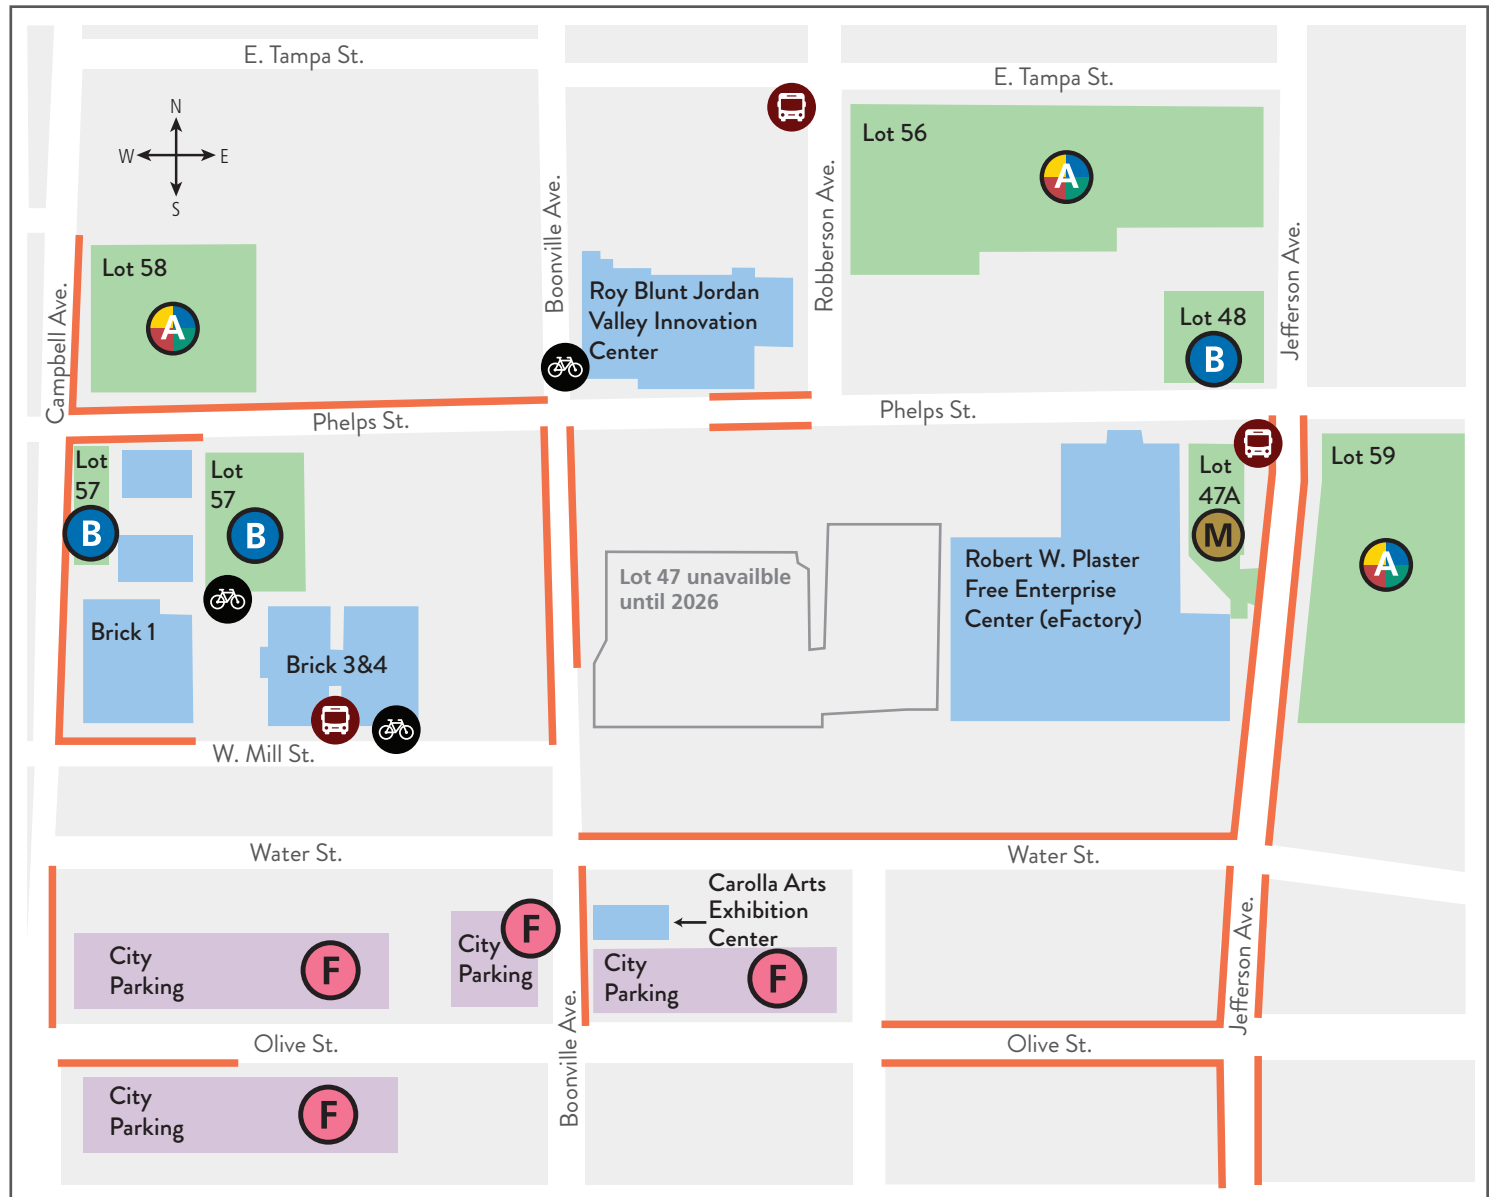 E. Tampa St.
E. Tampa St.
N
W
E
S
Lot 56
A
Lot 58
A
Campbell Ave.
Boonville Ave.
Robberson Ave.
Jefferson Ave.
Roy Blunt Jordan
Valley Innovation
Center
Lot 48
B
Phelps St.
Phelps St.
Lot
57
B
Lot
57
B
Lot
47A
M
Lot 59
A
Lot 47 unavailble
until 2026
Robert W. Plaster
Free Enterprise
Center (eFactory)
Brick 1
Brick 3&4
W. Mill St.
Water St.
Water St.
Carolla Arts
Exhibition
Center
City
Parking
F
City
Parking
F
City
Parking
F
Boonville Ave.
Jefferson Ave.
Olive St.
Olive St.
City
Parking
F